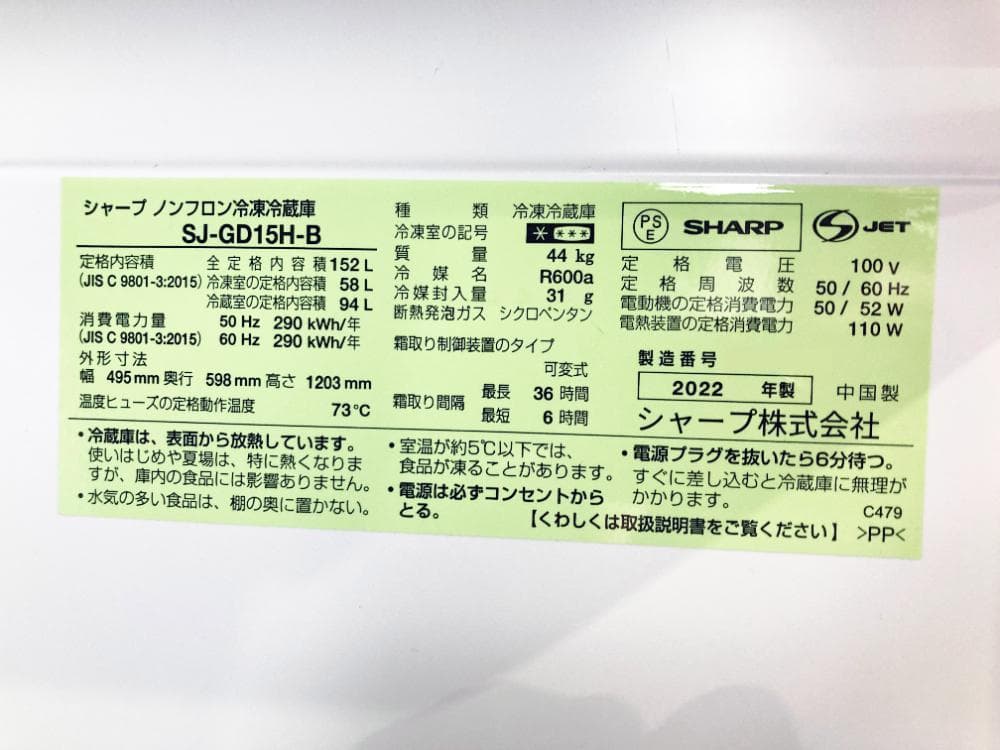 シャープ ノンフロン冷凍冷蔵庫
SJ-GD15H-B
定格内容積 全定格内容積 152 L
(JIS C 9801-3:2015) 冷凍室の定格内容積 58 L
冷蔵室の定格内容積 94 L
消費電力量 50 Hz 290 kWh/年
(JIS C 9801-3:2015) 60 Hz 290 kWh/年
外形寸法
幅 495 mm 奥行 598 mm 高さ 1203 mm
温度ヒューズの定格動作温度 73℃
種類 冷凍冷蔵庫
冷凍室の記号 * ***
質量 44 kg
冷媒名 R600a
冷媒封入量 31 g
断熱発泡ガス シクロペンタン
霜取り制御装置のタイプ
可変式
霜取り間隔 最長 36 時間
最短 6 時間
PS
E
SHARP
JET
定格電圧 100 V
定格周波数 50 / 60 Hz
電動機の定格消費電力 50 / 52 W
電熱装置の定格消費電力 110 W
製造番号
2022 年製 中国製
シャープ株式会社
・冷蔵庫は、表面から放熱しています。
使いはじめや夏場は、特に熱くなりま
すが、庫内の食品には影響ありません。
・水気の多い食品は、棚の奥に置かない。
・室温が約5℃以下では、
食品が凍ることがあります。
・電源は必ずコンセントから
とる。
・電源プラグを抜いたら6分待つ。
すぐに差し込むと冷蔵庫に無理が
かかります。
C479
【くわしくは取扱説明書をご覧ください】 >PP<